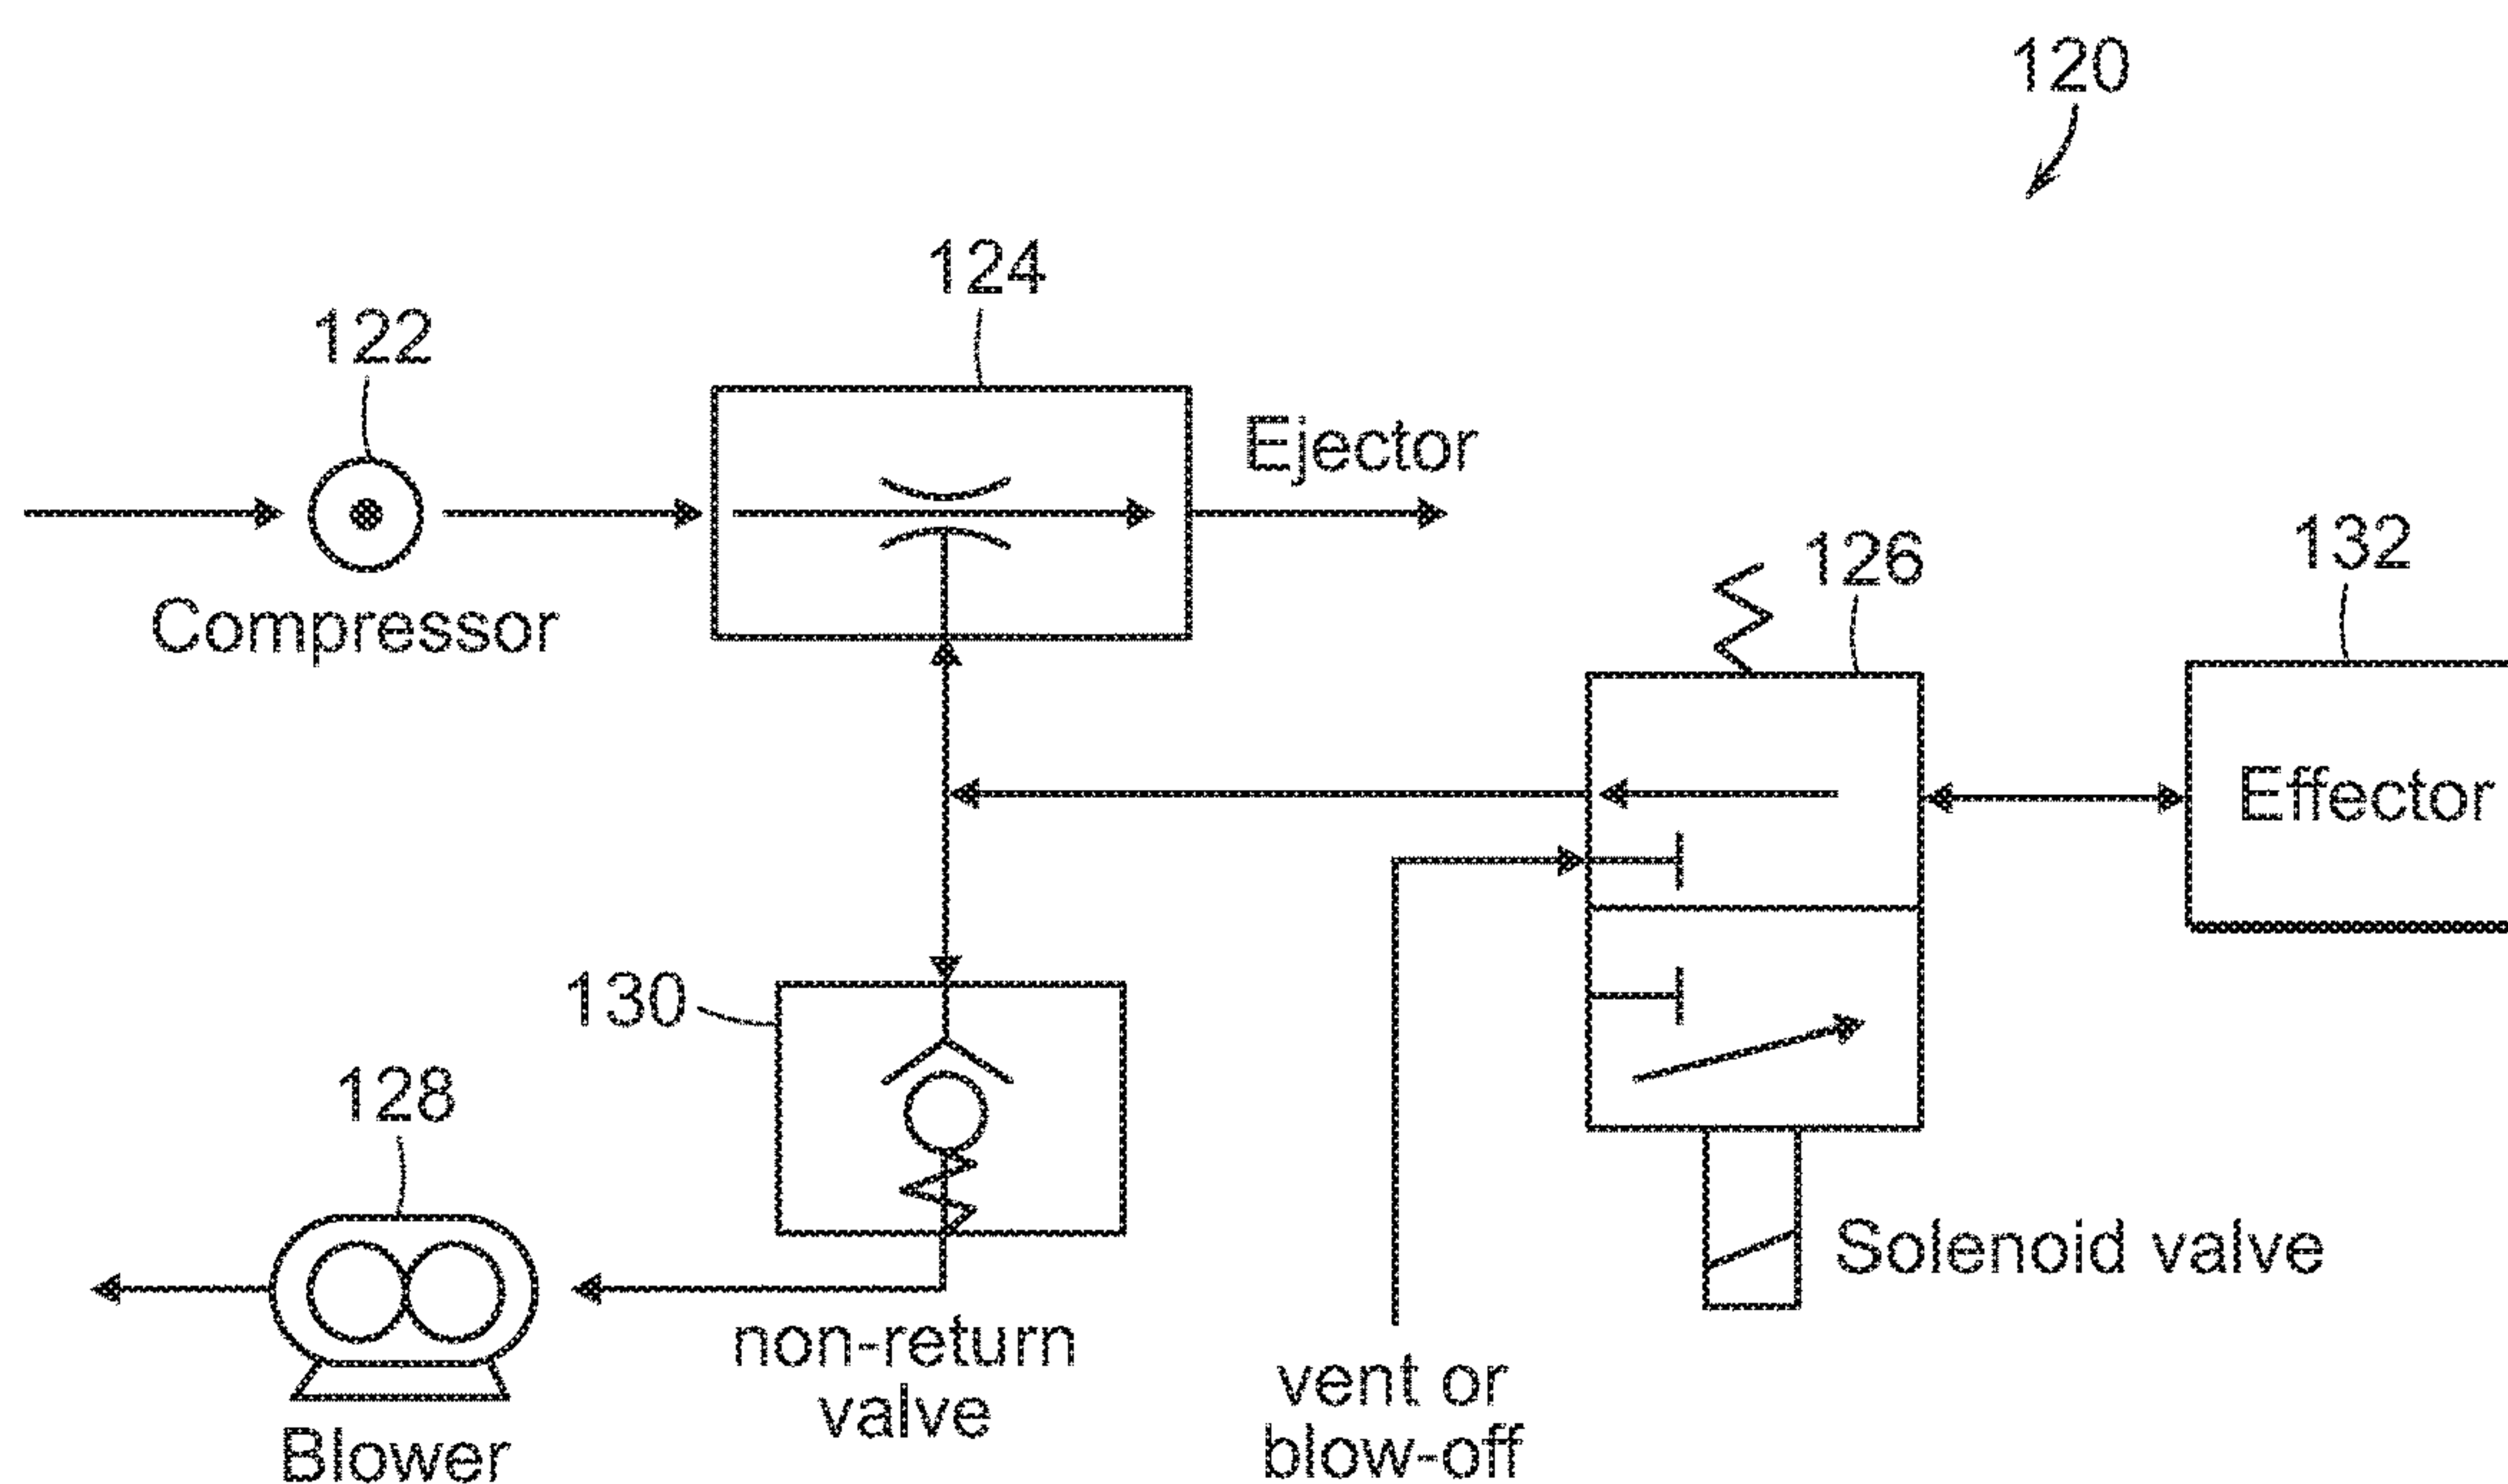 120
124
122
Ejector
126
132
Compressor
Effector
130
128
Solenoid valve
non-return
valve
vent or
blow-off
Blower